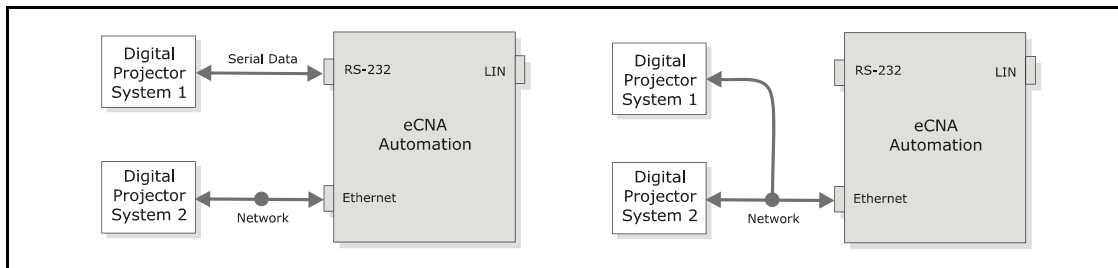 Digital
Projector
System 1
Serial Data
RS-232
LIN
eCNA
Automation
Digital
Projector
System 2
Network
Ethernet
Digital
Projector
System 1
RS-232
LIN
eCNA
Automation
Digital
Projector
System 2
Network
Ethernet